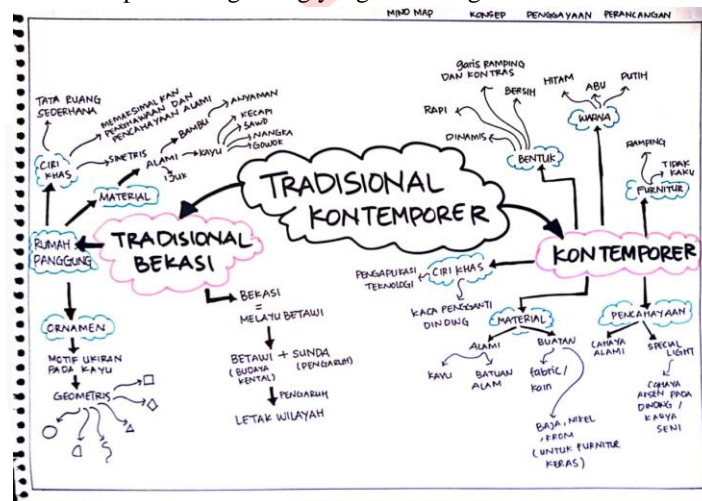 MIND MAP KONSEP PENGGAYAAN PERANCANGAN
TRADISIONAL
KONTEMPORER
TRADISIONAL
BEKASI
RUMAH
PANGGUNG
CIRI
KHAS
TATA RUANG
SEDERHANA
MEMAKSIMALKAN
PENGHAWAAN DAN
PENCAHAYAAN ALAMI
SIMETRIS
MATERIAL
ALAMI
IJUK
BAMBU
ANYAMAN
KAYU
KECAPI
SAWO
NANGKA
GOWOK
ORNAMEN
MOTIF UKIRAN
PADA KAYU
GEOMETRIS
BEKASI
=
MELAYU BETAWI
BETAWI + SUNDA
(BUDAYA
KENTAL)
(PENGARUH)
PENGARUH
LETAK WILAYAH
KONTEMPORER
BENTUK
DINAMIS
RAPI
garis RAMPING
DAN KONTRAS
BERSIH
WARNA
HITAM
ABU
PUTIH
FURNITUR
RAMPING
TIDAK
KAKU
CIRI KHAS
PENGAPLIKASI
TEKNOLOGI
KACA PENGGANTI
DINDING
MATERIAL
ALAMI
KAYU
BATUAN
ALAM
BUATAN
fabric/
kain
BAJA, NIKEL
, KROM
(UNTUK FURNITUR
KERAS)
PENCAHAYAAN
CAHAYA
ALAMI
SPECIAL
LIGHT
CAHAYA
AKSEN PADA
DINDING /
KARYA
SENI